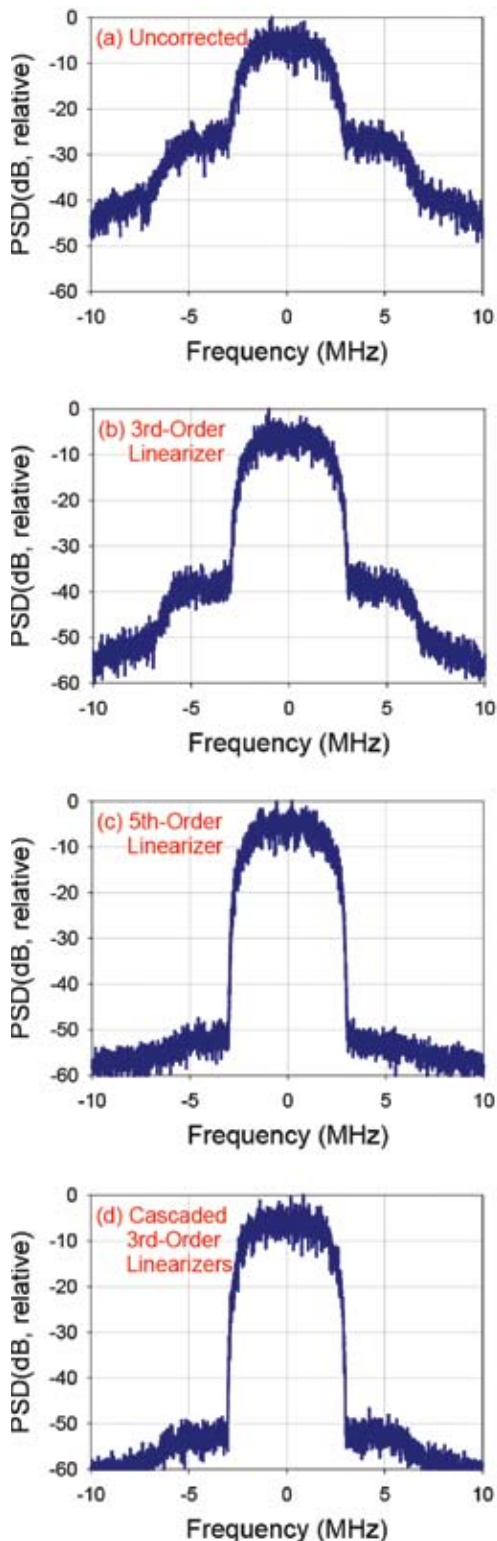 (a) Uncorrected
0
-10
-20
-30
-40
-50
-60
PSD(dB, relative)
-10 -5 0 5 10
Frequency (MHz)
(b) 3rd-Order
Linearizer
0
-10
-20
-30
-40
-50
-60
PSD(dB, relative)
-10 -5 0 5 10
Frequency (MHz)
(c) 5th-Order
Linearizer
0
-10
-20
-30
-40
-50
-60
PSD(dB, relative)
-10 -5 0 5 10
Frequency (MHz)
(d) Cascaded
3rd-Order
Linearizers
0
-10
-20
-30
-40
-50
-60
PSD(dB, relative)
-10 -5 0 5 10
Frequency (MHz)